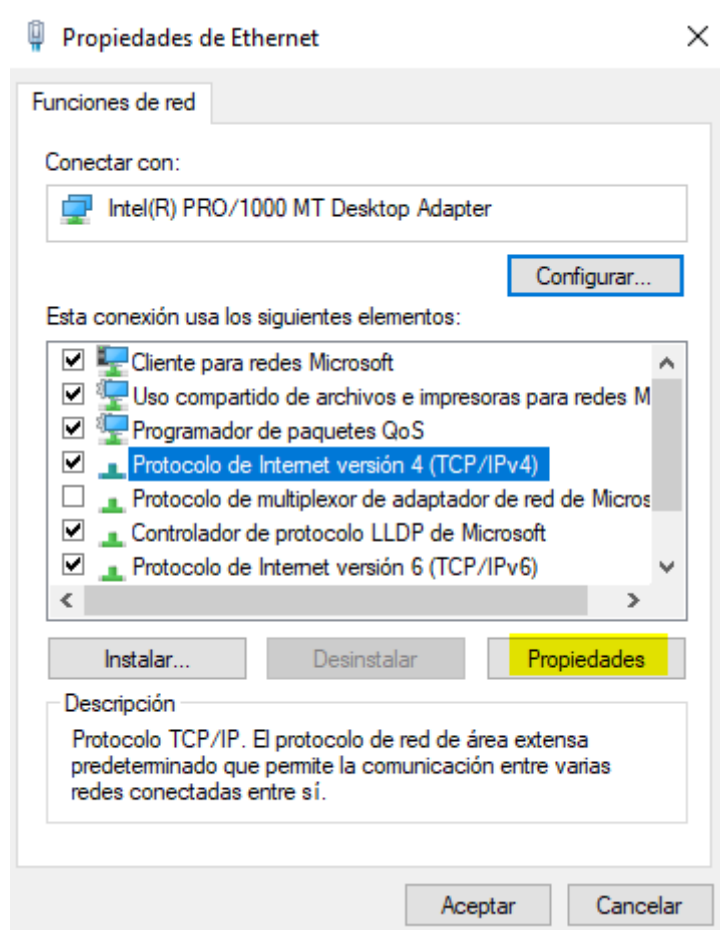 Propiedades de Ethernet
Funciones de red
Conectar con:
Intel(R) PRO/1000 MT Desktop Adapter
Configurar...
Esta conexión usa los siguientes elementos:
Cliente para redes Microsoft
Uso compartido de archivos e impresoras para redes M
Programador de paquetes QoS
Protocolo de Internet versión 4 (TCP/IPv4)
Protocolo de multiplexor de adaptador de red de Micros
Controlador de protocolo LLDP de Microsoft
Protocolo de Internet versión 6 (TCP/IPv6)
Instalar... Desinstalar Propiedades
Descripción
Protocolo TCP/IP. El protocolo de red de área extensa
predeterminado que permite la comunicación entre varias
redes conectadas entre sí.
Aceptar Cancelar